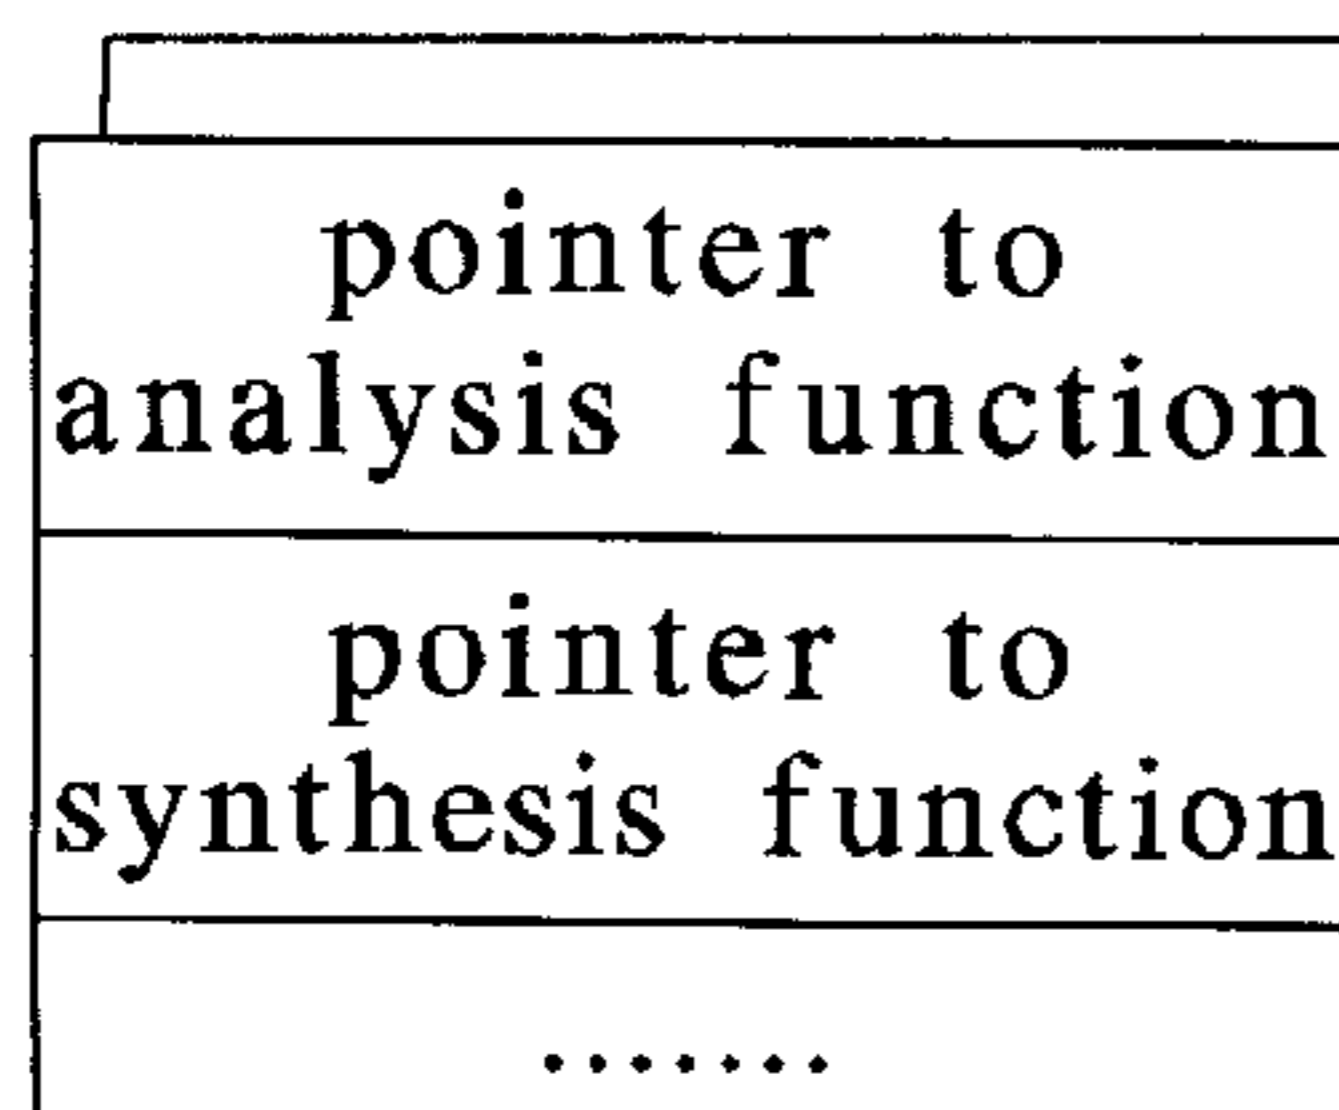 pointer to
analysis function
pointer to
synthesis function
.......